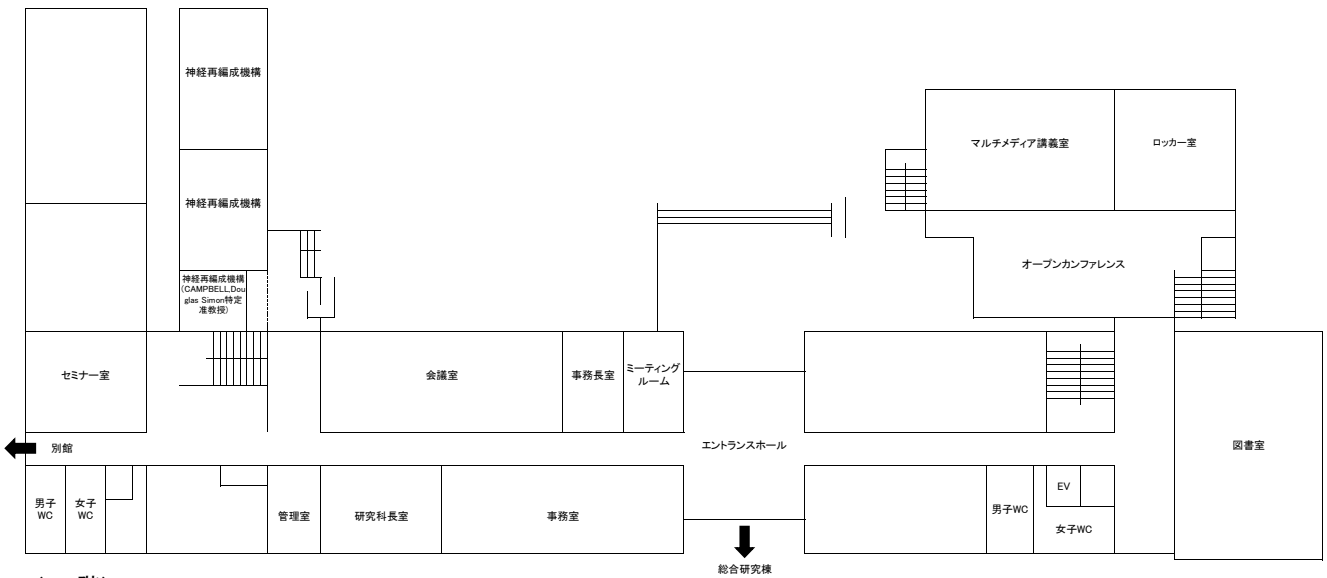 神経再編成機構
マルチメディア講義室
ロッカー室
神経再編成機構
オープンカンファレンス
神経再編成機構
(CAMPBELL,Dou
glas Simon特定
准教授)
セミナー室
会議室
事務長室
ミーティング
ルーム
別館
エントランスホール
図書室
男子
WC
女子
WC
管理室
研究科長室
事務室
男子WC
EV
女子WC
総合研究棟